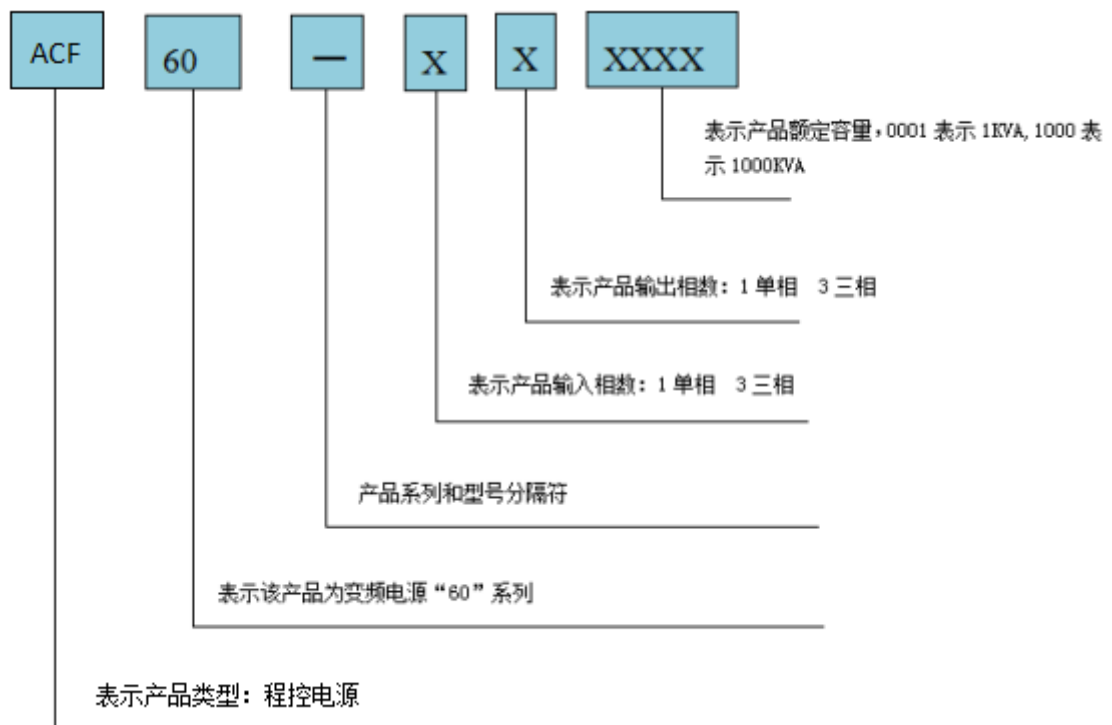 ACF 60 — X X XXXX
表示产品额定容量,0001 表示 1KVA, 1000 表
示 1000KVA
表示产品输出相数: 1 单相 3 三相
表示产品输入相数: 1 单相 3 三相
产品系列和型号分隔符
表示该产品为变频电源“60”系列
表示产品类型: 程控电源